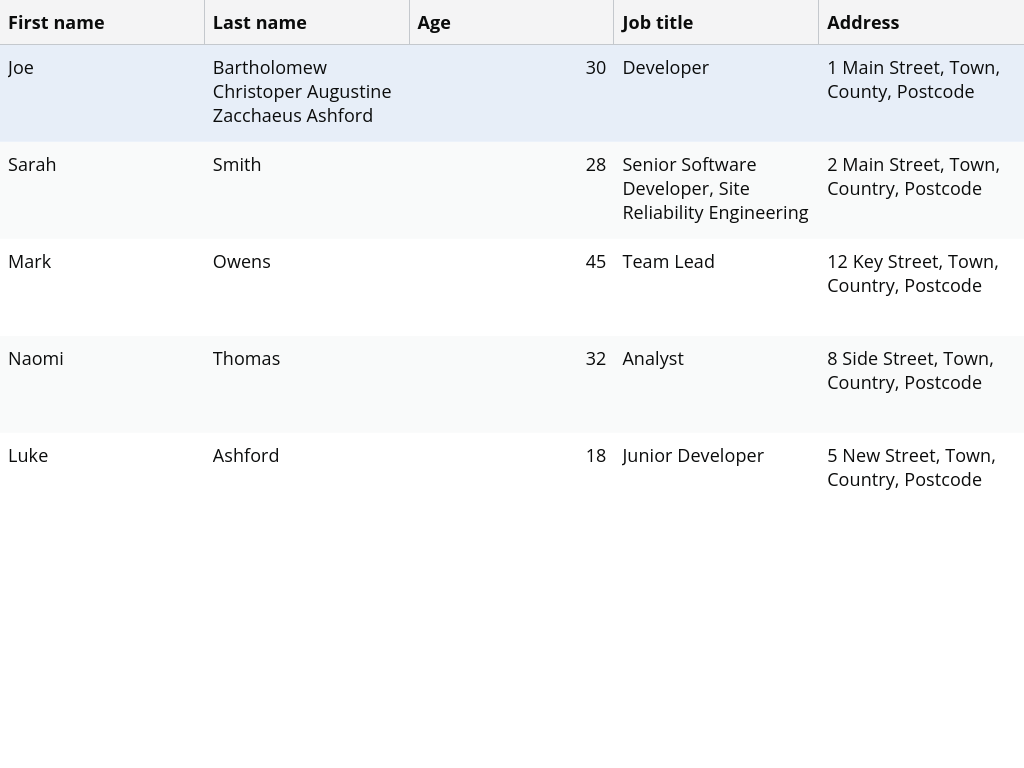 First name Last name Age Job title Address
Joe Bartholomew 30 Developer 1 Main Street, Town,
Christoper Augustine County, Postcode
Zacchaeus Ashford
Sarah Smith 28 Senior Software 2 Main Street, Town,
Developer, Site Country, Postcode
Reliability Engineering
Mark Owens 45 Team Lead 12 Key Street, Town,
Country, Postcode
Naomi Thomas 32 Analyst 8 Side Street, Town,
Country, Postcode
Luke Ashford 18 Junior Developer 5 New Street, Town,
Country, Postcode